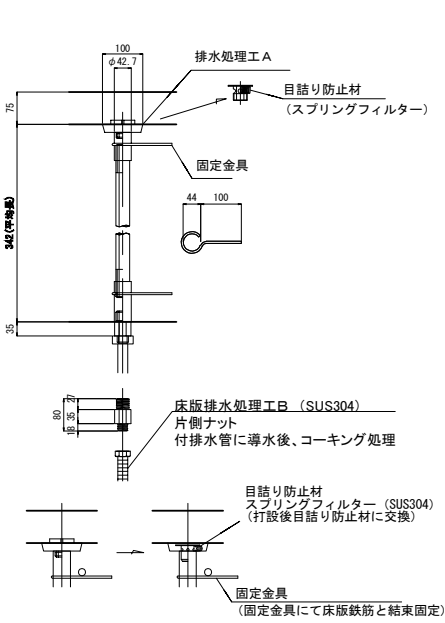 100
φ42.7
排水処理工A
目詰り防止材
(スプリングフィルター)
75
固定金具
44
100
342(平均長)
35
80
27
35
18
床版排水処理工B (SUS304)
片側ナット
付排水管に導水後、コーキング処理
目詰り防止材
スプリングフィルター (SUS304)
(打設後目詰り防止材に交換)
固定金具
(固定金具にて床版鉄筋と結束固定)